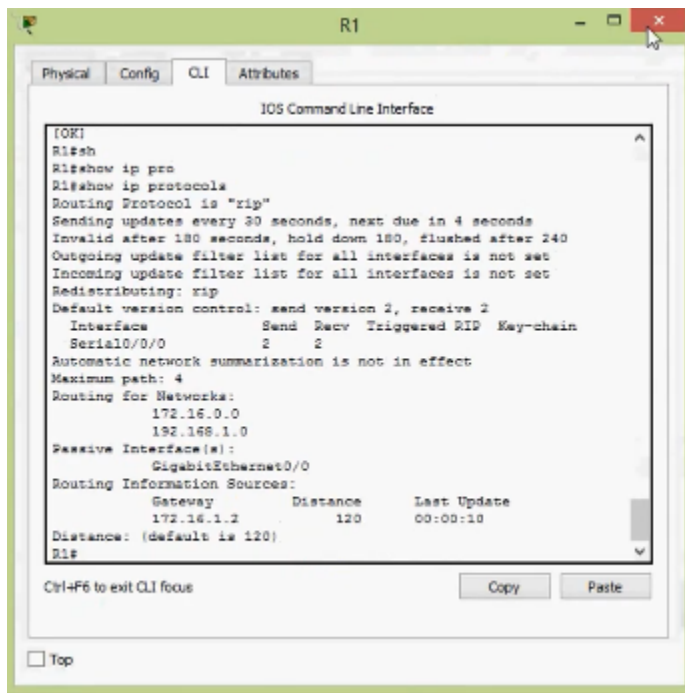 R1
Physical Config CLI Attributes
IOS Command Line Interface
[OK]
R1#sh
R1#show ip pro
R1#show ip protocols
Routing Protocol is "rip"
Sending updates every 30 seconds, next due in 4 seconds
Invalid after 180 seconds, hold down 180, flushed after 240
Outgoing update filter list for all interfaces is not set
Incoming update filter list for all interfaces is not set
Redistributing: rip
Default version control: send version 2, receive 2
Interface Send Recv Triggered RIP Key-chain
Serial0/0/0 2 2
Automatic network summarization is not in effect
Maximum path: 4
Routing for Networks:
172.16.0.0
192.168.1.0
Passive Interface(s):
GigabitEthernet0/0
Routing Information Sources:
Gateway Distance Last Update
172.16.1.2 120 00:00:10
Distance: (default is 120)
R1#
Ctrl+F6 to exit CLI focus
Copy Paste
Top